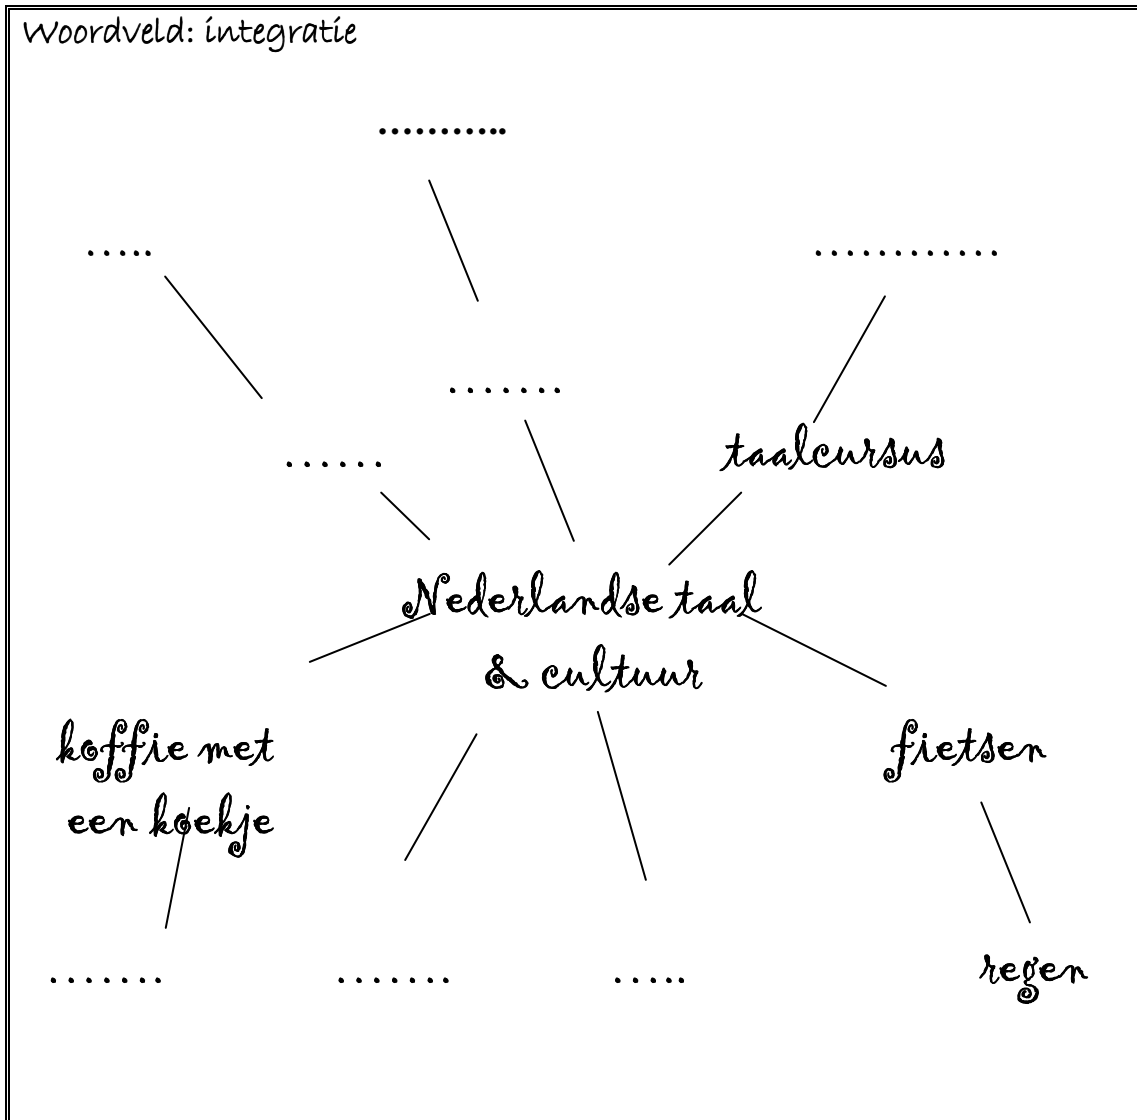 Woordveld: integratie
...........
.....
...........
.......
......
taalcursus
Nederlandse taal
& cultuur
koffie met
een koekje
fietsen
.......
.......
.....
regen